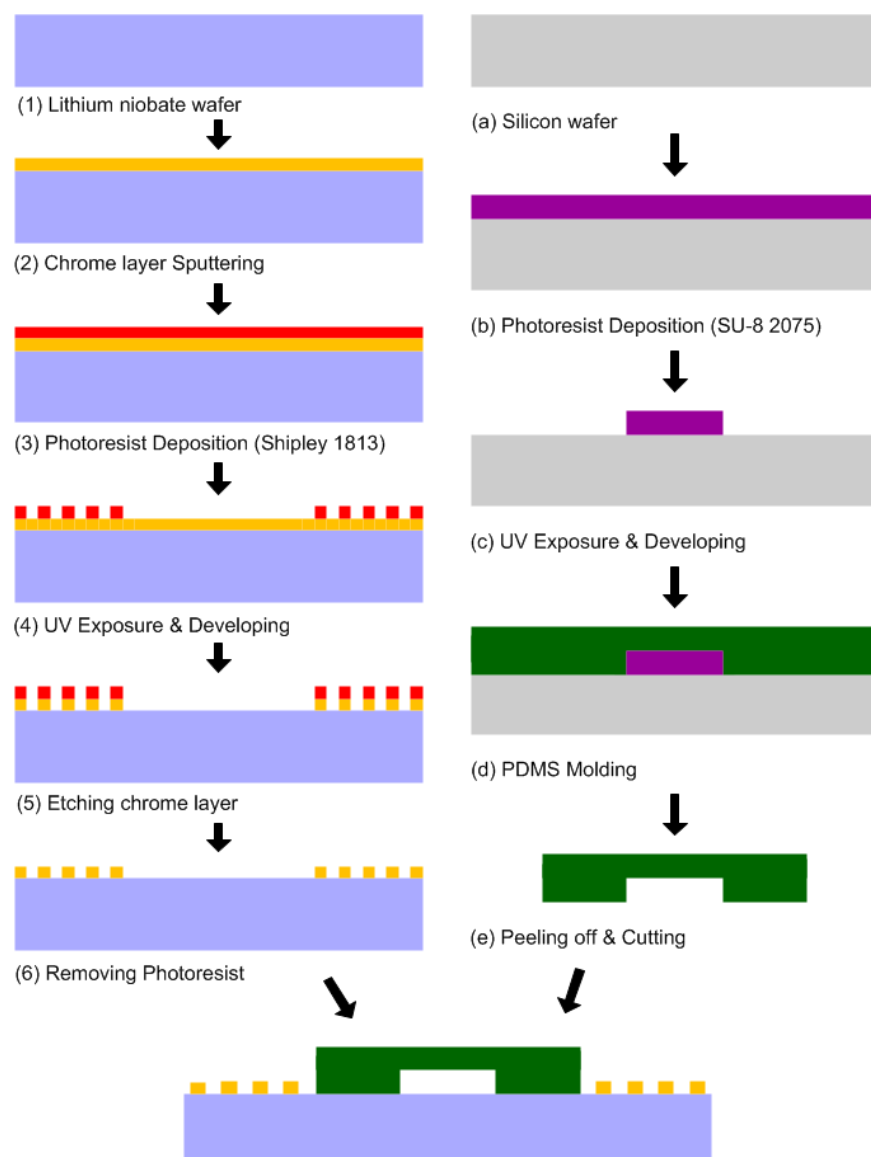 (1) Lithium niobate wafer
(2) Chrome layer Sputtering
(3) Photoresist Deposition (Shipley 1813)
(4) UV Exposure & Developing
(5) Etching chrome layer
(6) Removing Photoresist
(a) Silicon wafer
(b) Photoresist Deposition (SU-8 2075)
(c) UV Exposure & Developing
(d) PDMS Molding
(e) Peeling off & Cutting